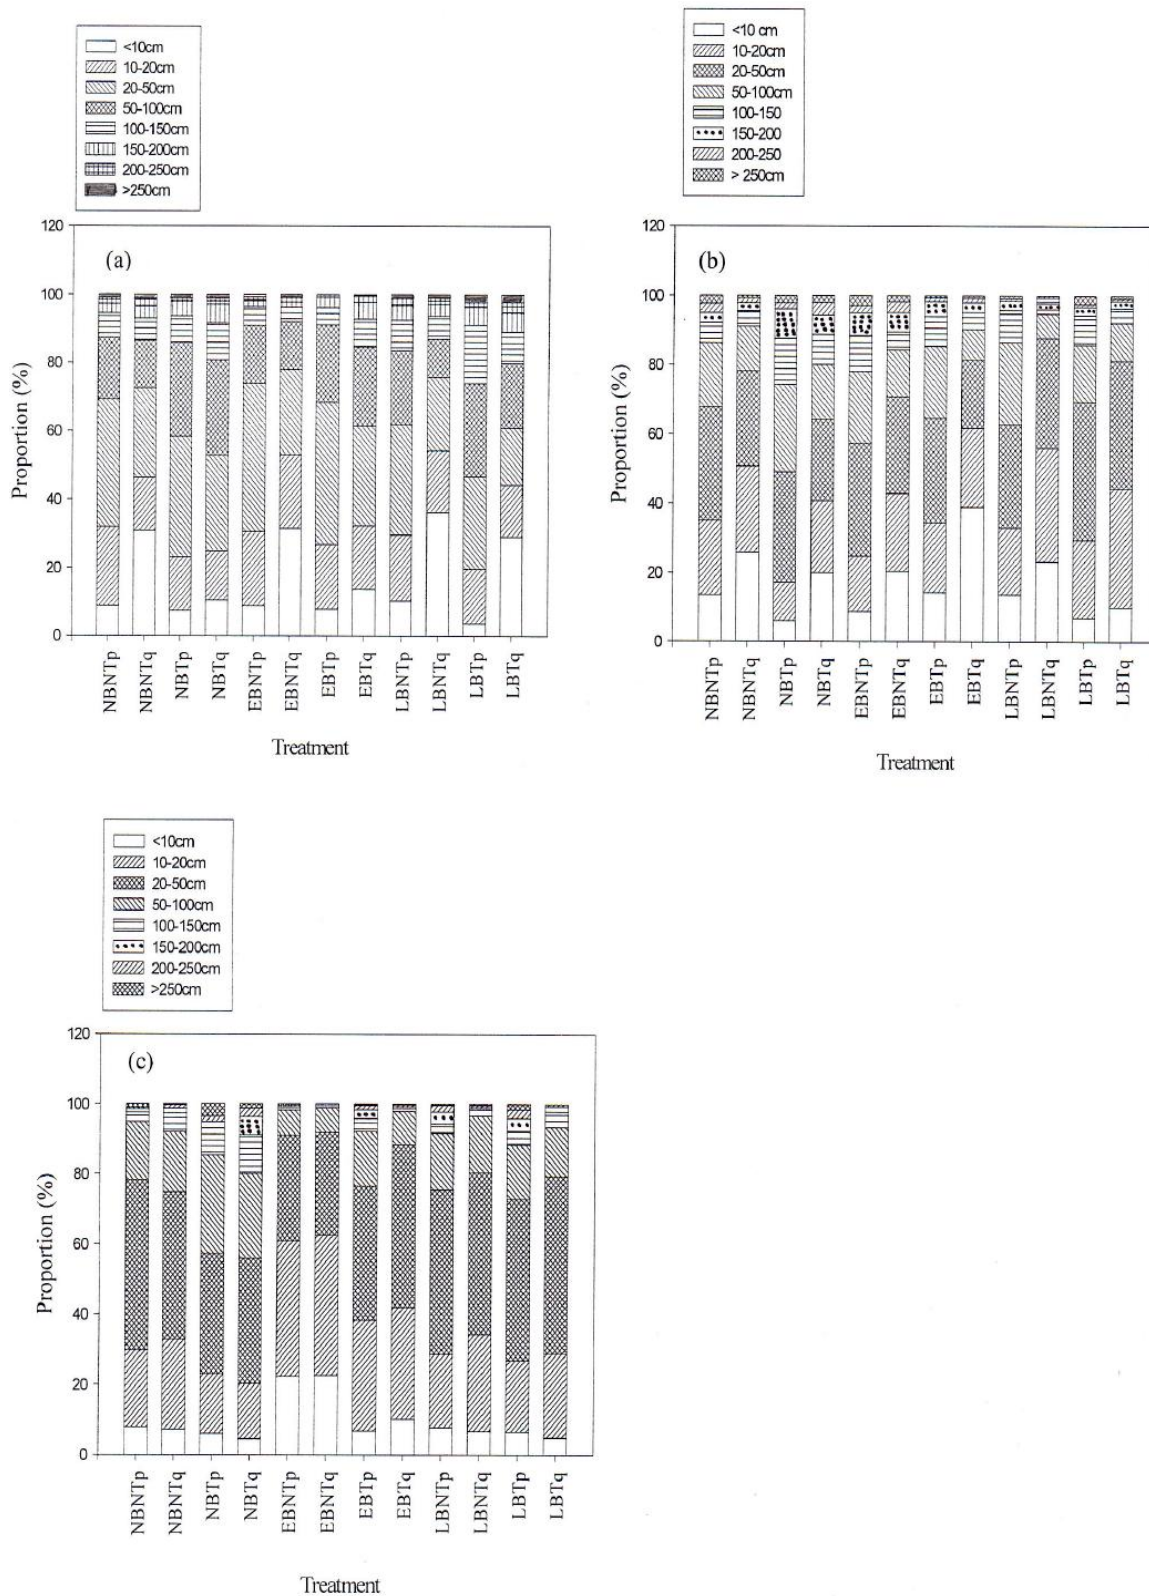 <10cm
10-20cm
20-50cm
50-100cm
100-150cm
150-200cm
200-250cm
>250cm
120
100
80
60
40
20
0
(a)
Proportion (%)
NBNTp
NBNTq
NBTp
NBTq
EBNTp
EBNTq
EBTp
EBTq
LBNTp
LBNTq
LBTp
LBTq
Treatment
<10 cm
10-20cm
20-50cm
50-100cm
100-150
150-200
200-250
> 250cm
120
100
80
60
40
20
0
(b)
Proportion (%)
NBNTp
NBNTq
NBTp
NBTq
EBNTp
EBNTq
EBTp
EBTq
LBNTp
LBNTq
LBTp
LBTq
Treatment
<10cm
10-20cm
20-50cm
50-100cm
100-150cm
150-200cm
200-250cm
>250cm
120
100
80
60
40
20
0
(c)
Proportion (%)
NBNTp
NBNTq
NBTp
NBTq
EBNTp
EBNTq
EBTp
EBTq
LBNTp
LBNTq
LBTp
LBTq
Treatment